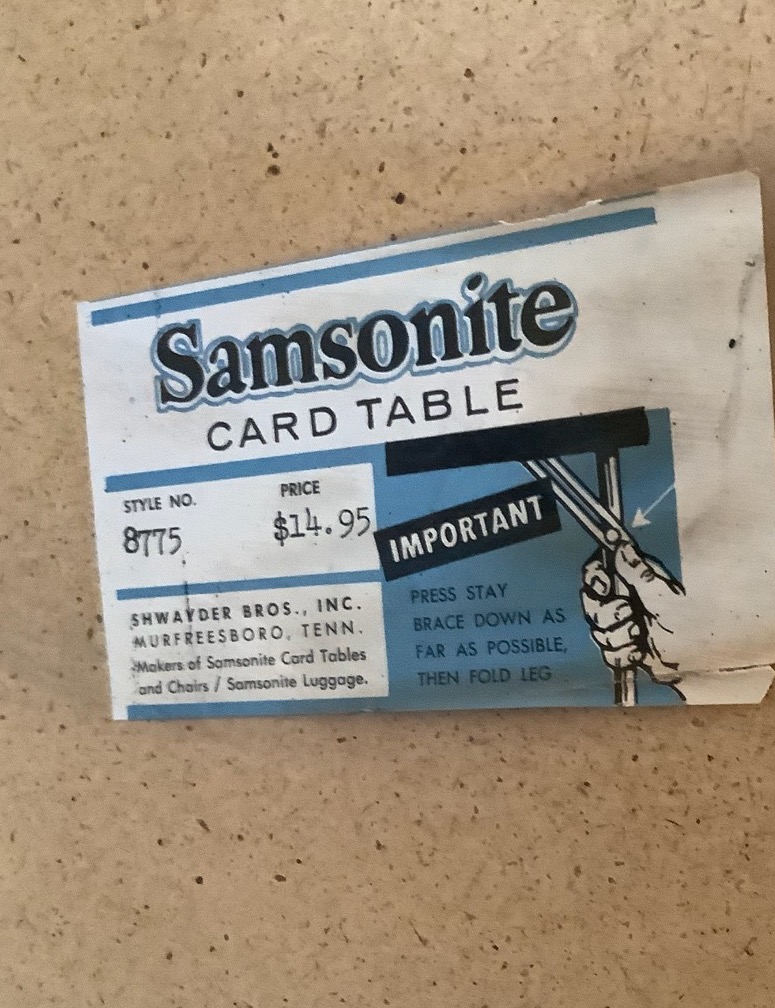 Samsonite
CARD TABLE
STYLE NO. PRICE
8775 $14.95
SHWAYDER BROS., INC.
MURFREESBORO, TENN.
Makers of Samsonite Card Tables
and Chairs / Samsonite Luggage.
IMPORTANT
PRESS STAY
BRACE DOWN AS
FAR AS POSSIBLE,
THEN FOLD LEG